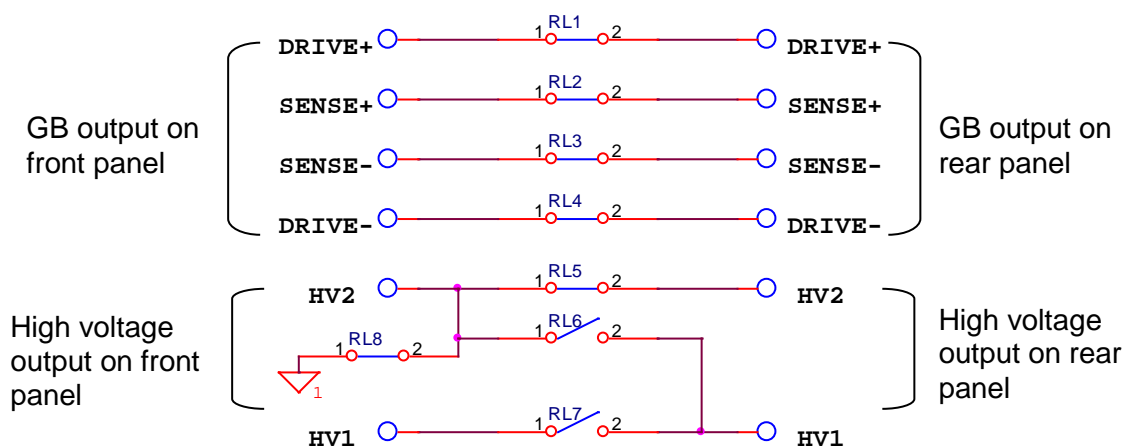 RL1
DRIVE+ 1 2 DRIVE+
RL2
SENSE+ 1 2 SENSE+
GB output on
front panel
GB output on
rear panel
RL3
SENSE- 1 2 SENSE-
RL4
DRIVE- 1 2 DRIVE-
RL5
HV2 1 2 HV2
High voltage
output on front
panel
RL6
1 2
RL8
1 2
1
High voltage
output on rear
panel
RL7
HV1 1 2 HV1